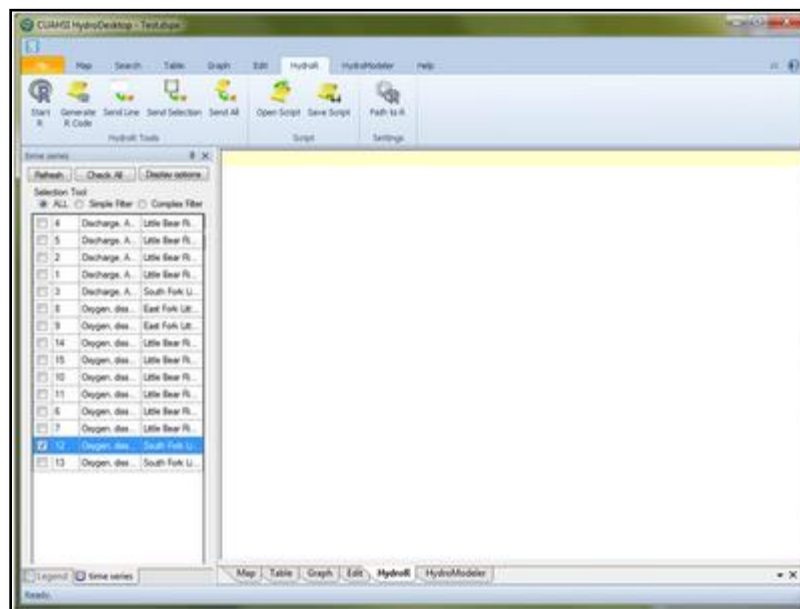 CUAHSI HydroDesktop - Test.dspx
Map Search Table Graph Edit HydroR HydroModeler Help
Start R Generate R Code Send Line Send Selection Send All Open Script Save Script Path to R
HydroR Tools Script Settings
time series
Refresh Check All Display options
Selection Tool
ALL Simple Filter Complex Filter
4 Discharge. A... Little Bear Ri...
5 Discharge. A... Little Bear Ri...
2 Discharge. A... Little Bear Ri...
1 Discharge. A... Little Bear Ri...
3 Discharge. A... South Fork Li...
8 Oxygen, diss... East Fork Litt...
9 Oxygen, diss... East Fork Litt...
14 Oxygen, diss... Little Bear Ri...
15 Oxygen, diss... Little Bear Ri...
10 Oxygen, diss... Little Bear Ri...
11 Oxygen, diss... Little Bear Ri...
6 Oxygen, diss... Little Bear Ri...
7 Oxygen, diss... Little Bear Ri...
12 Oxygen, diss... South Fork Li...
13 Oxygen, diss... South Fork Li...
Legend time series Map Table Graph Edit HydroR HydroModeler
Ready.